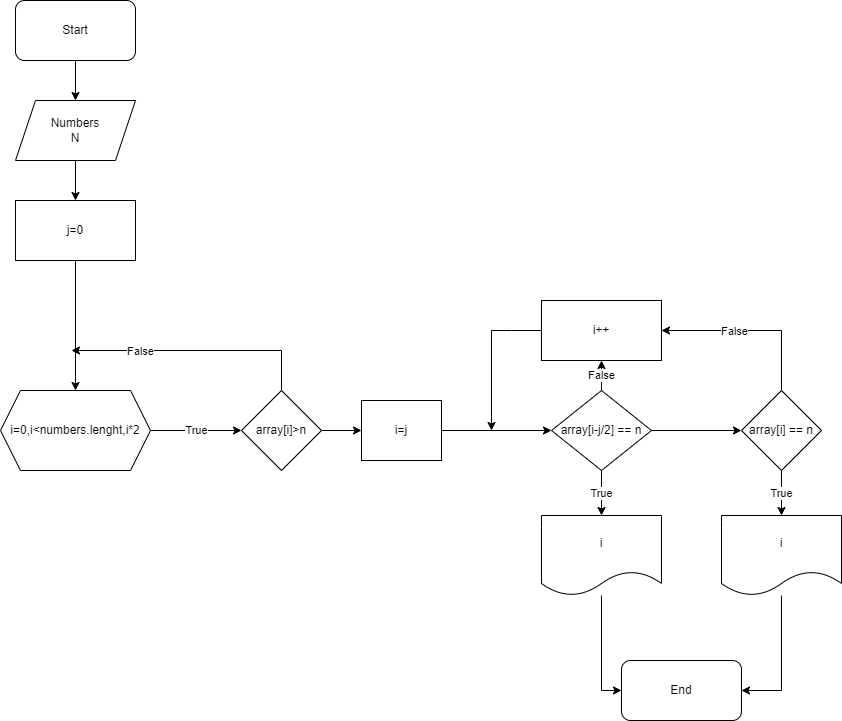 Start
Numbers
N
j=0
i++
False
False
False
i=0,i<numbers.lenght,i*2
True
array[i]>n
i=j
array[i-j/2] == n
array[i] == n
True
True
i
i
End